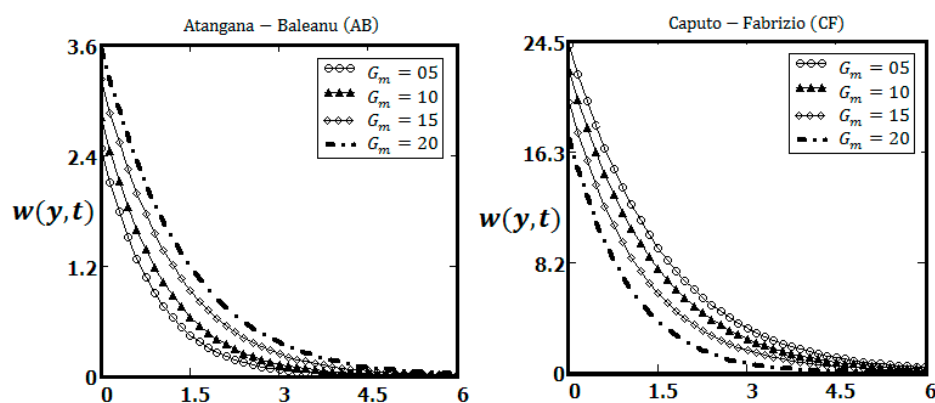 Atangana – Baleanu (AB)
3.6
2.4
1.2
0
w(y,t)
G_m = 05
G_m = 10
G_m = 15
G_m = 20
0 1.5 3 4.5 6
Caputo – Fabrizio (CF)
24.5
16.3
8.2
0
w(y,t)
G_m = 05
G_m = 10
G_m = 15
G_m = 20
0 1.5 3 4.5 6